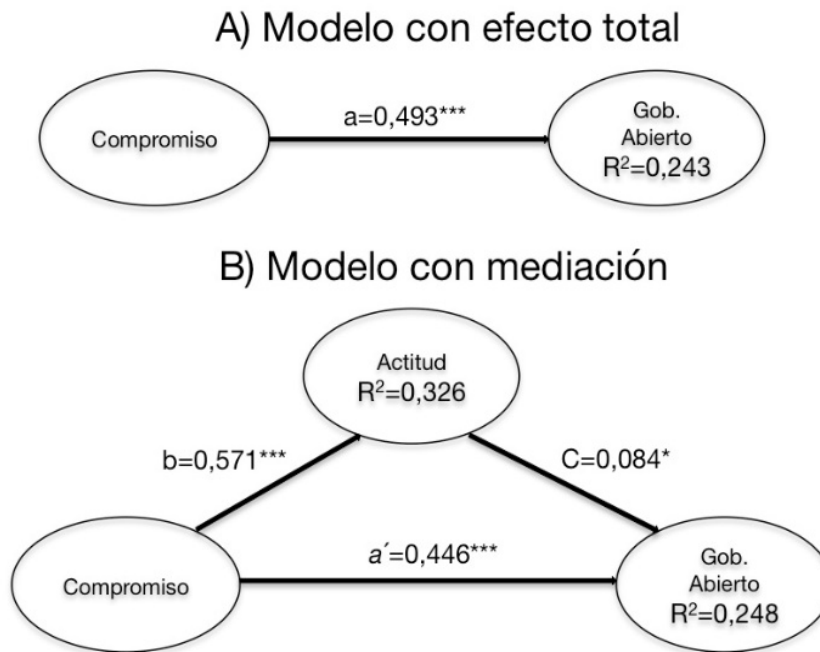 A) Modelo con efecto total
a=0,493***
Compromiso
Gob.
Abierto
R²=0,243
B) Modelo con mediación
Actitud
R²=0,326
b=0,571***
C=0,084*
a´=0,446***
Compromiso
Gob.
Abierto
R²=0,248